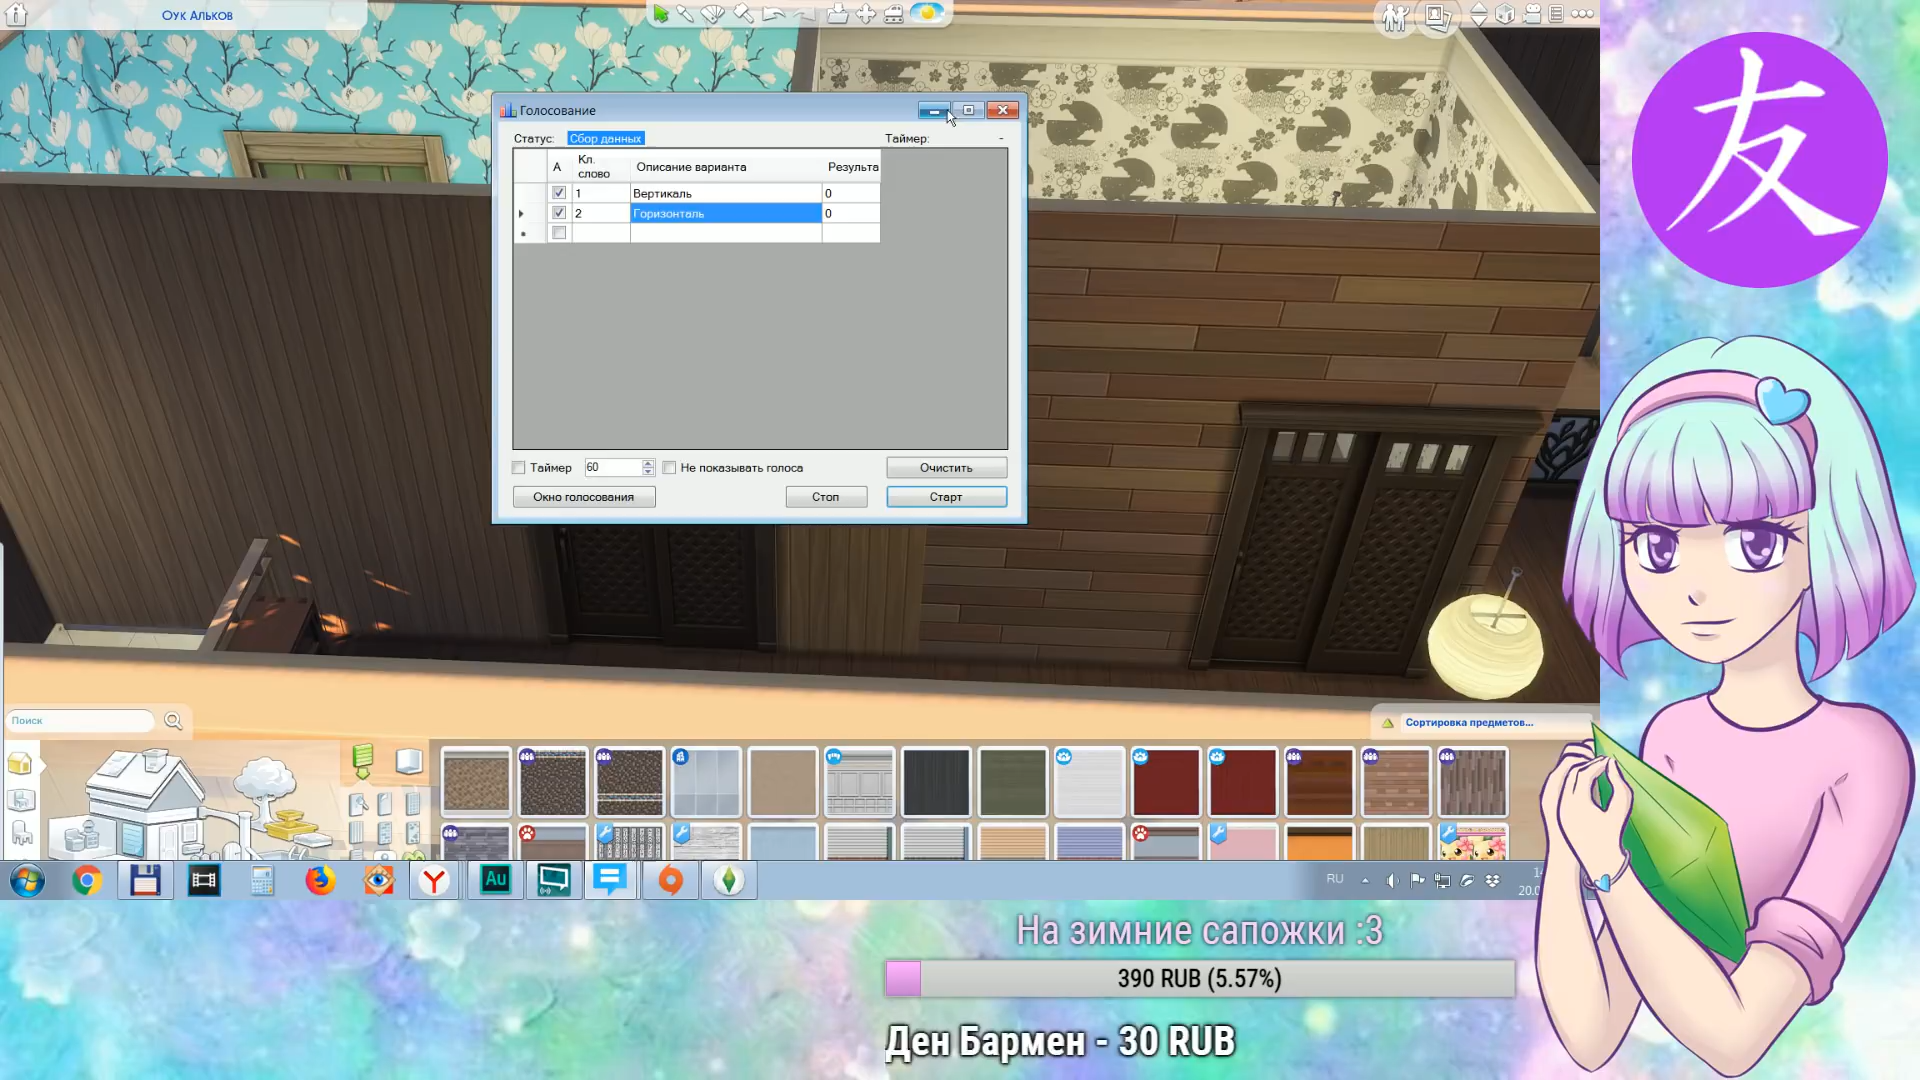 Оук Альков
Голосование
Статус: Сбор данных
Таймер: -
А Кл. слово Описание варианта Результа
1 Вертикаль 0
2 Горизонталь 0
Таймер 60 Не показывать голоса Очистить
Окно голосования Стоп Старт
友
Поиск
Сортировка предметов...
Au
RU
На зимние сапожки :3
390 RUB (5.57%)
Ден Бармен - 30 RUB